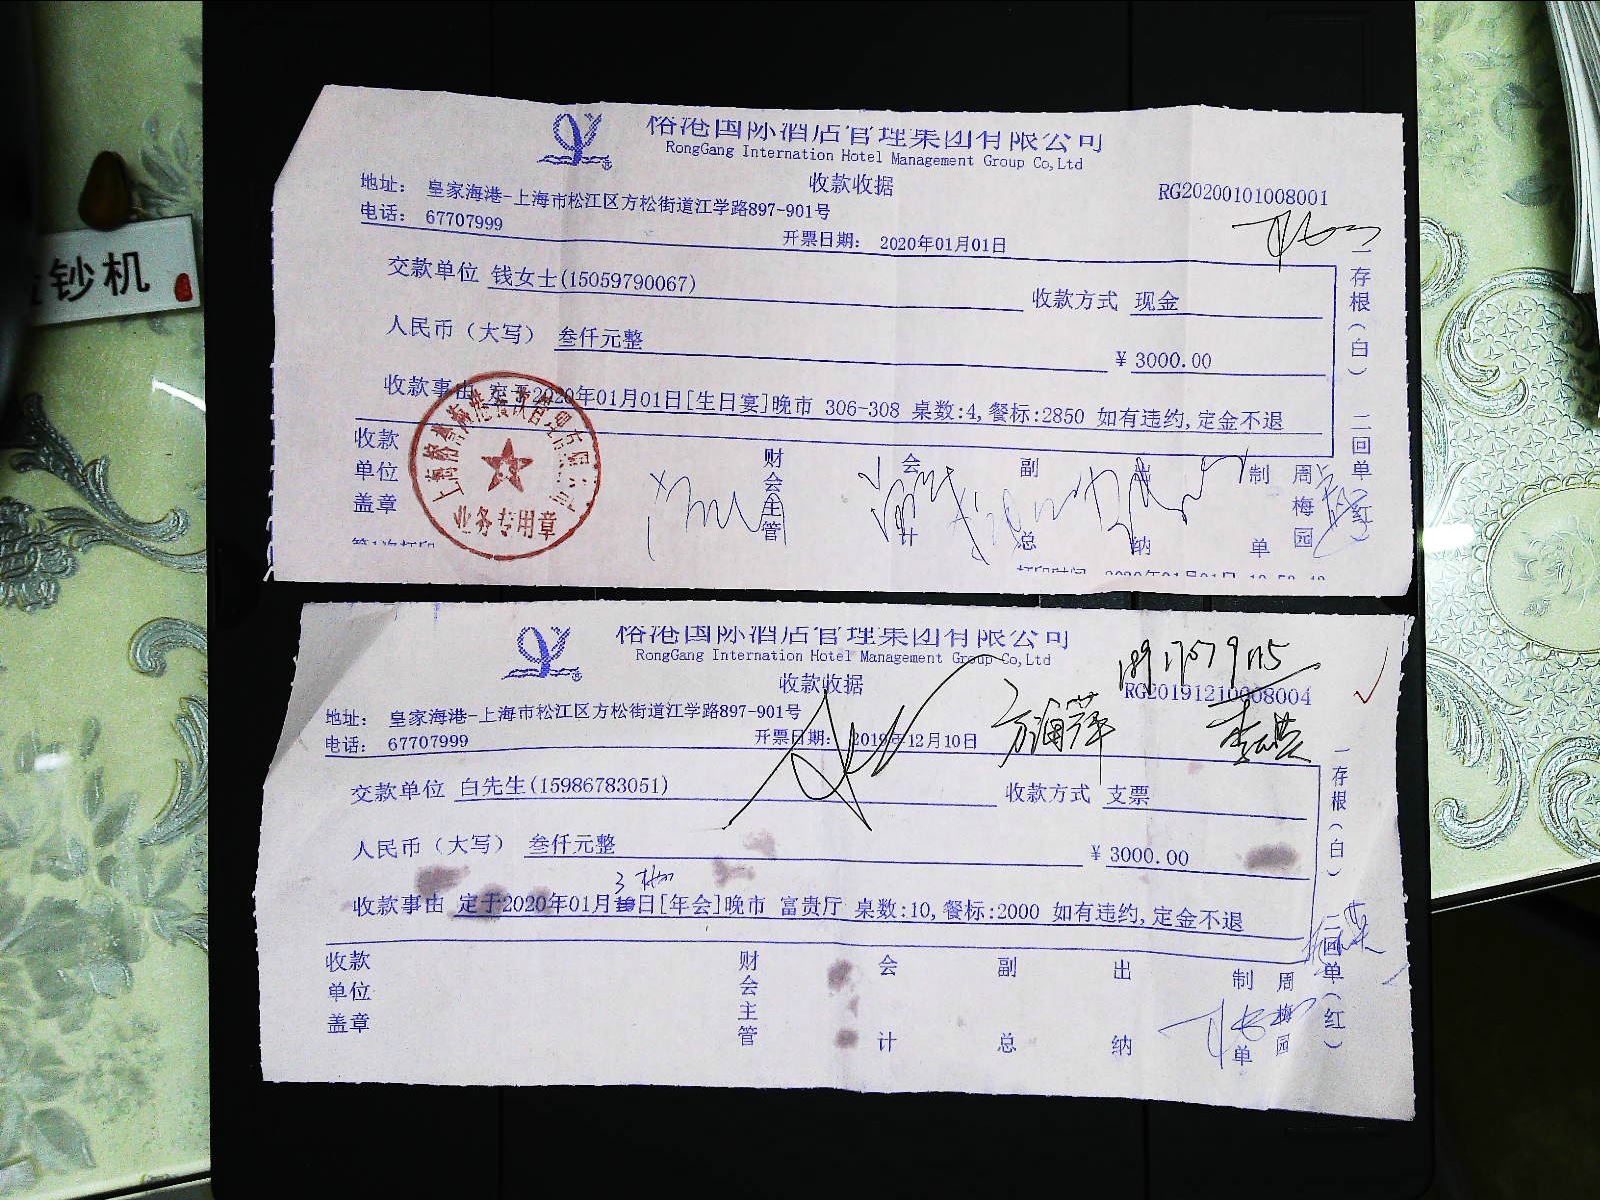 钞机
榕港国际酒店管理集团有限公司
RongGang Internation Hotel Management Group Co,Ltd
收款收据
RG20200101008001
地址： 皇家海港-上海市松江区方松街道江学路897-901号
电话： 67707999
开票日期： 2020年01月01日
交款单位 钱女士(15059790067)
收款方式 现金
人民币（大写） 叁仟元整
¥ 3000.00
收款事由 定于2020年01月01日[生日宴]晚市 306-308 桌数:4,餐标:2850 如有违约,定金不退
收款单位盖章
业务专用章
财会主管
会计
副总
出纳
制单
周梅园
一存根（白） 二回单（红）
榕港国际酒店管理集团有限公司
RongGang Internation Hotel Management Group Co,Ltd
收款收据
RG20191210008004
地址： 皇家海港-上海市松江区方松街道江学路897-901号
电话： 67707999
开票日期： 2019年12月10日
交款单位 白先生(15986783051)
收款方式 支票
人民币（大写） 叁仟元整
¥ 3000.00
收款事由 定于2020年01月日[年会]晚市 富贵厅 桌数:10,餐标:2000 如有违约,定金不退
收款单位盖章
财会主管
会计
副总
出纳
制单
周梅园
一存根（白） 二回单（红）